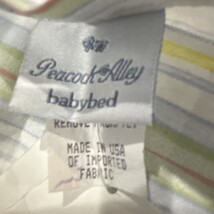 Peacock Alley
babybed
MADE IN USA
OF IMPORTED
FABRIC